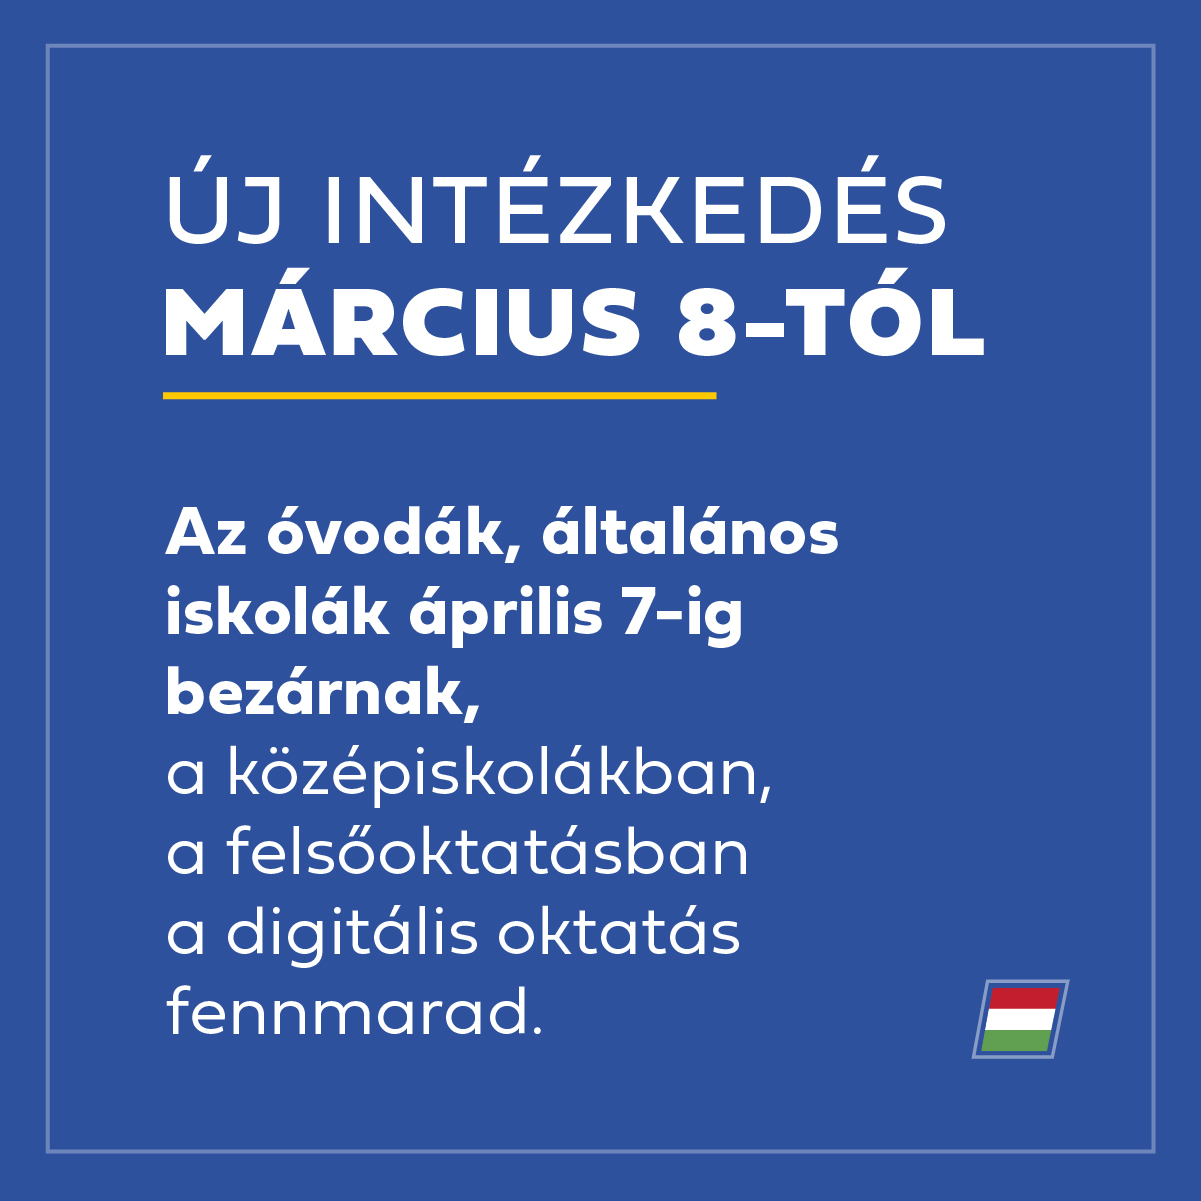 ÚJ INTÉZKEDÉS
MÁRCIUS 8-TÓL
Az óvodák, általános
iskolák április 7-ig
bezárnak,
a középiskolákban,
a felsőoktatásban
a digitális oktatás
fennmarad.